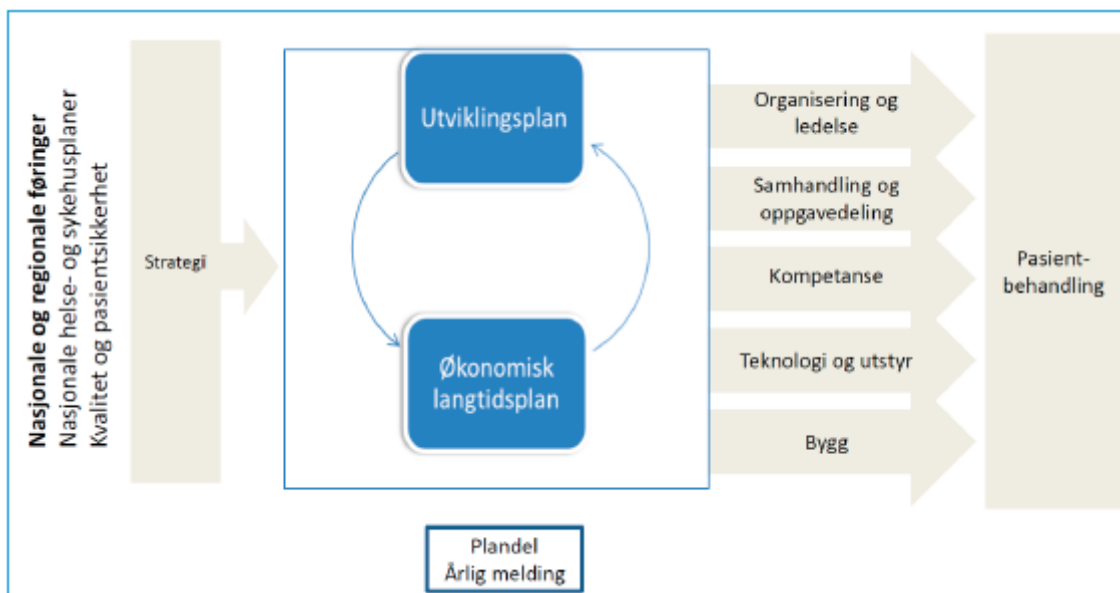 Nasjonale og regionale føringer
Nasjonale helse- og sykehusplaner
Kvalitet og pasientsikkerhet
Strategi
Utviklingsplan
Økonomisk
langtidsplan
Plandel
Årlig melding
Organisering og
ledelse
Samhandling og
oppgavedeling
Kompetanse
Teknologi og utstyr
Bygg
Pasient-
behandling